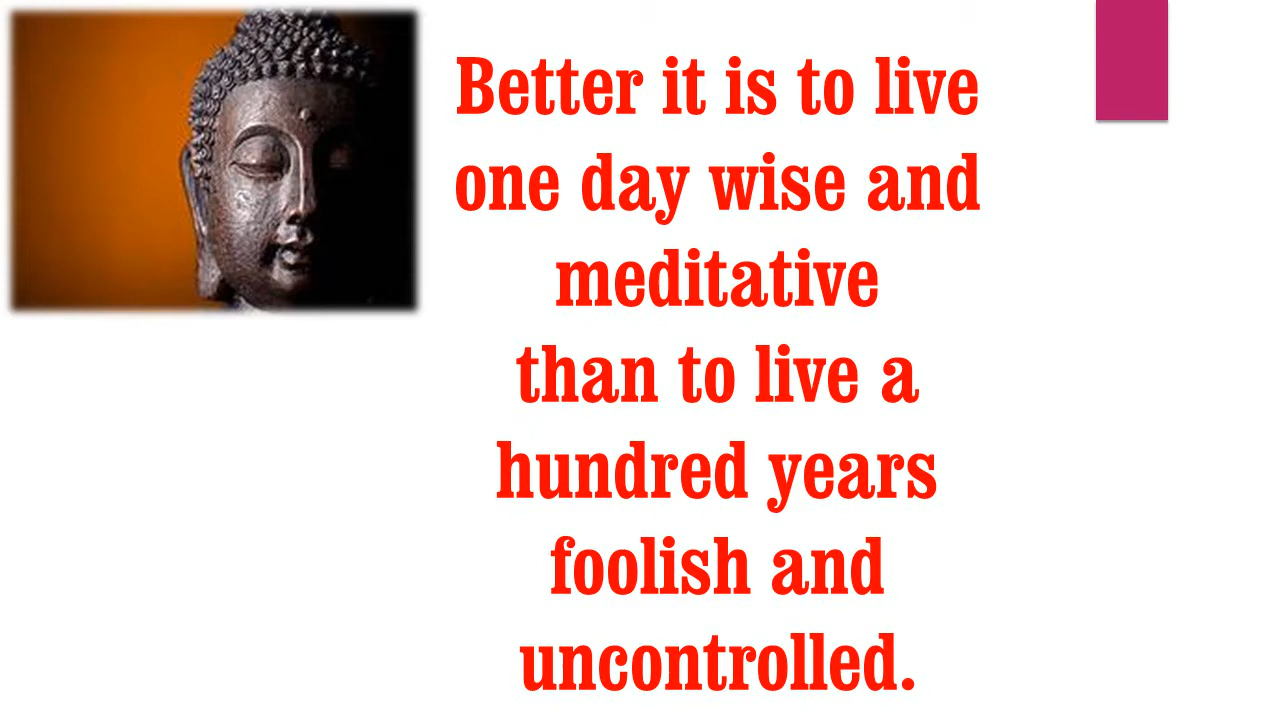 Better it is to live
one day wise and
meditative
than to live a
hundred years
foolish and
uncontrolled.